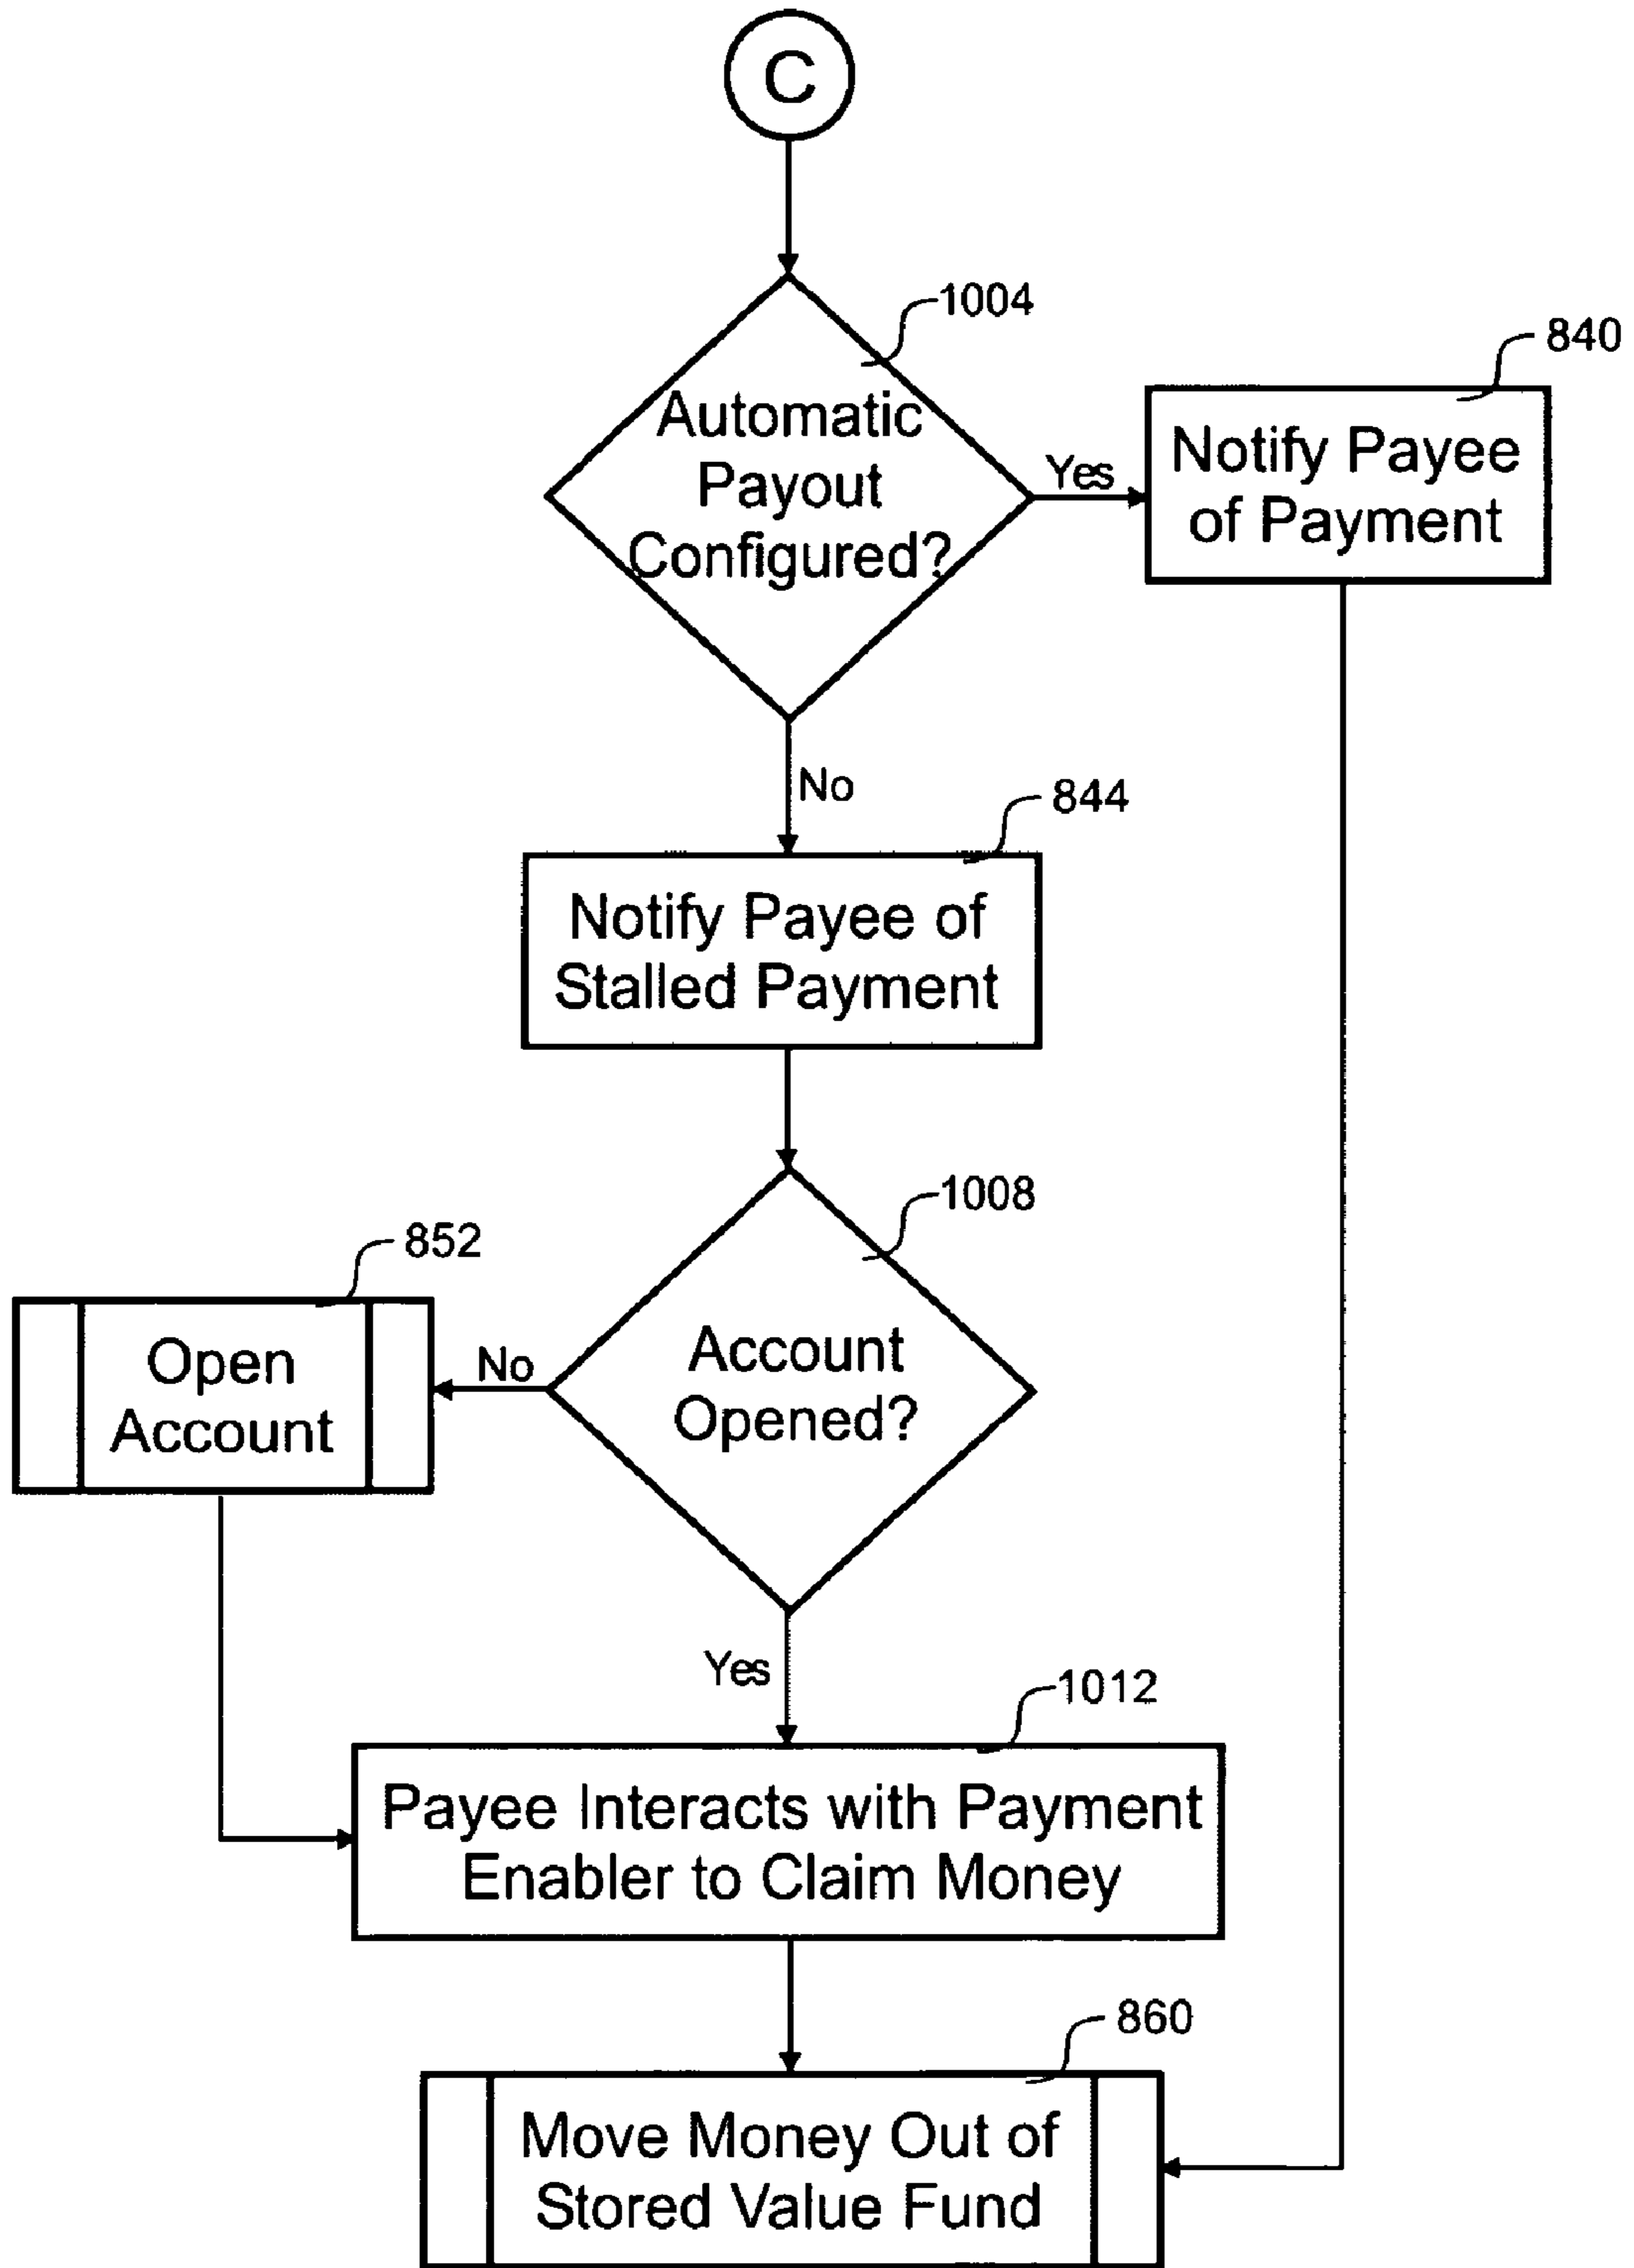 C
1004
Automatic
Payout
Configured?
Yes
840
Notify Payee
of Payment
No
844
Notify Payee of
Stalled Payment
1008
Account
Opened?
No
852
Open
Account
Yes
1012
Payee Interacts with Payment
Enabler to Claim Money
860
Move Money Out of
Stored Value Fund